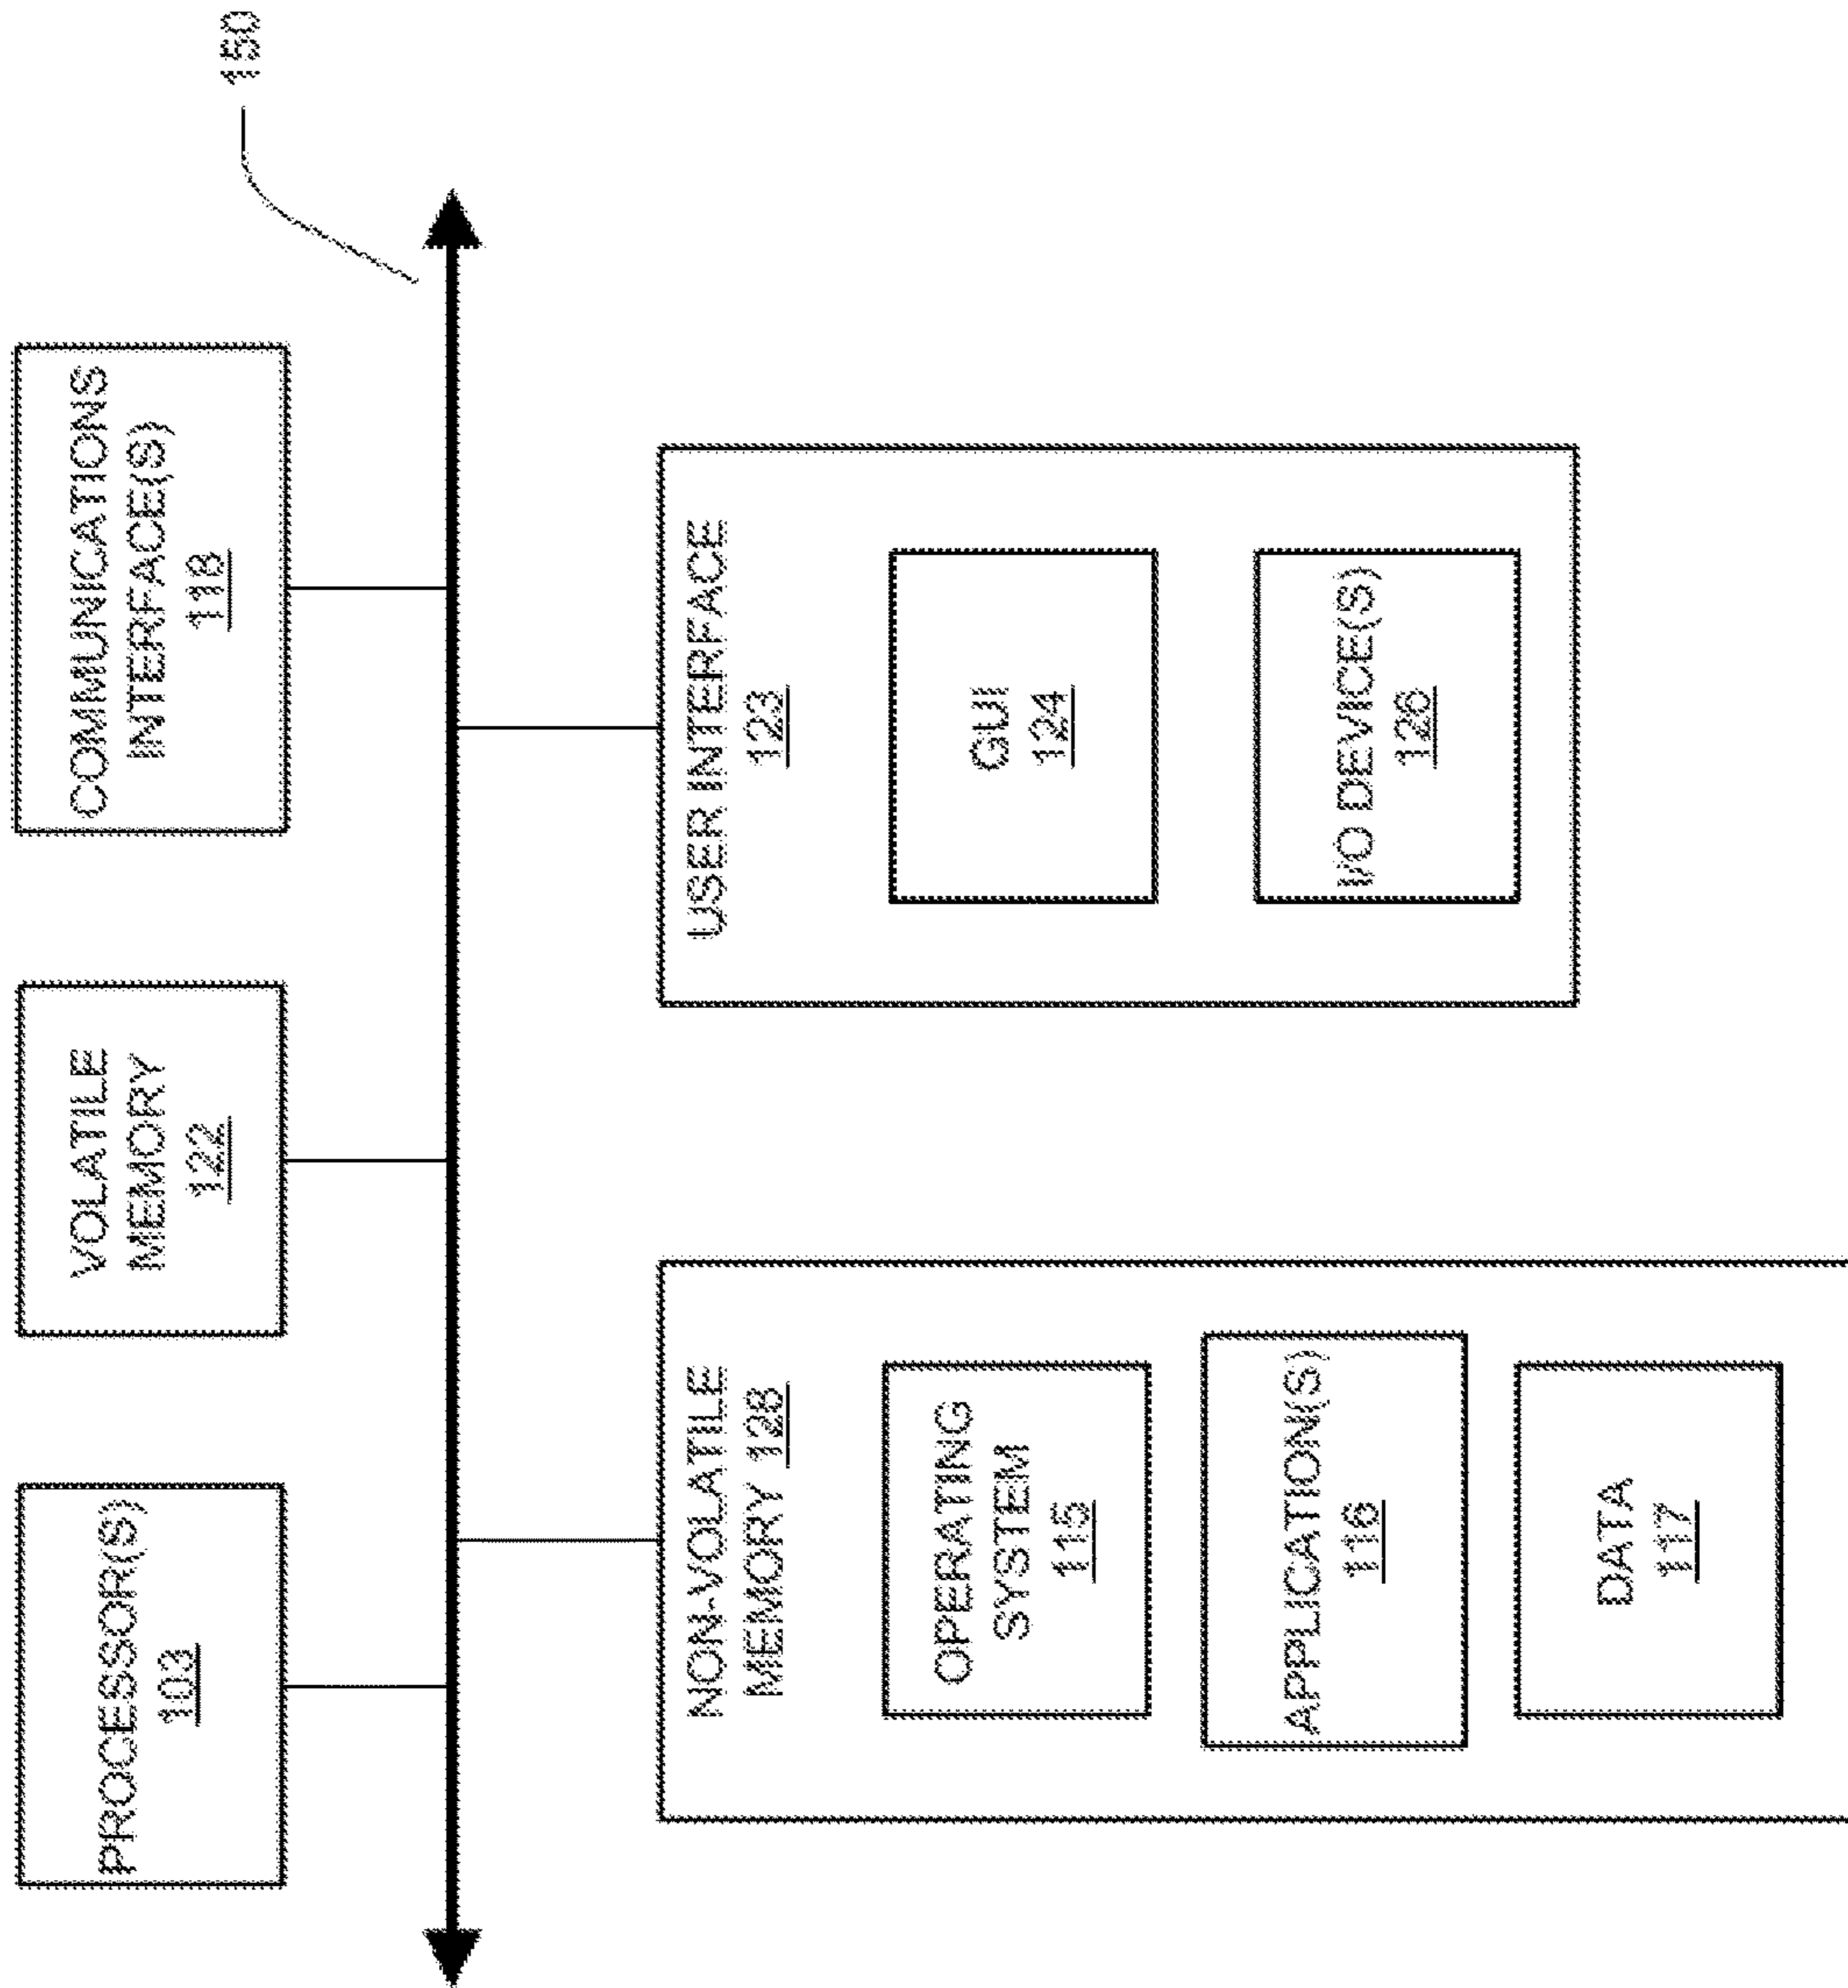 150
PROCESSOR(S)
103
VOLATILE
MEMORY
122
COMMUNICATIONS
INTERFACE(S)
118
NON-VOLATILE
MEMORY 128
OPERATING
SYSTEM
115
APPLICATION(S)
116
DATA
117
USER INTERFACE
123
GUI
124
I/O DEVICE(S)
126